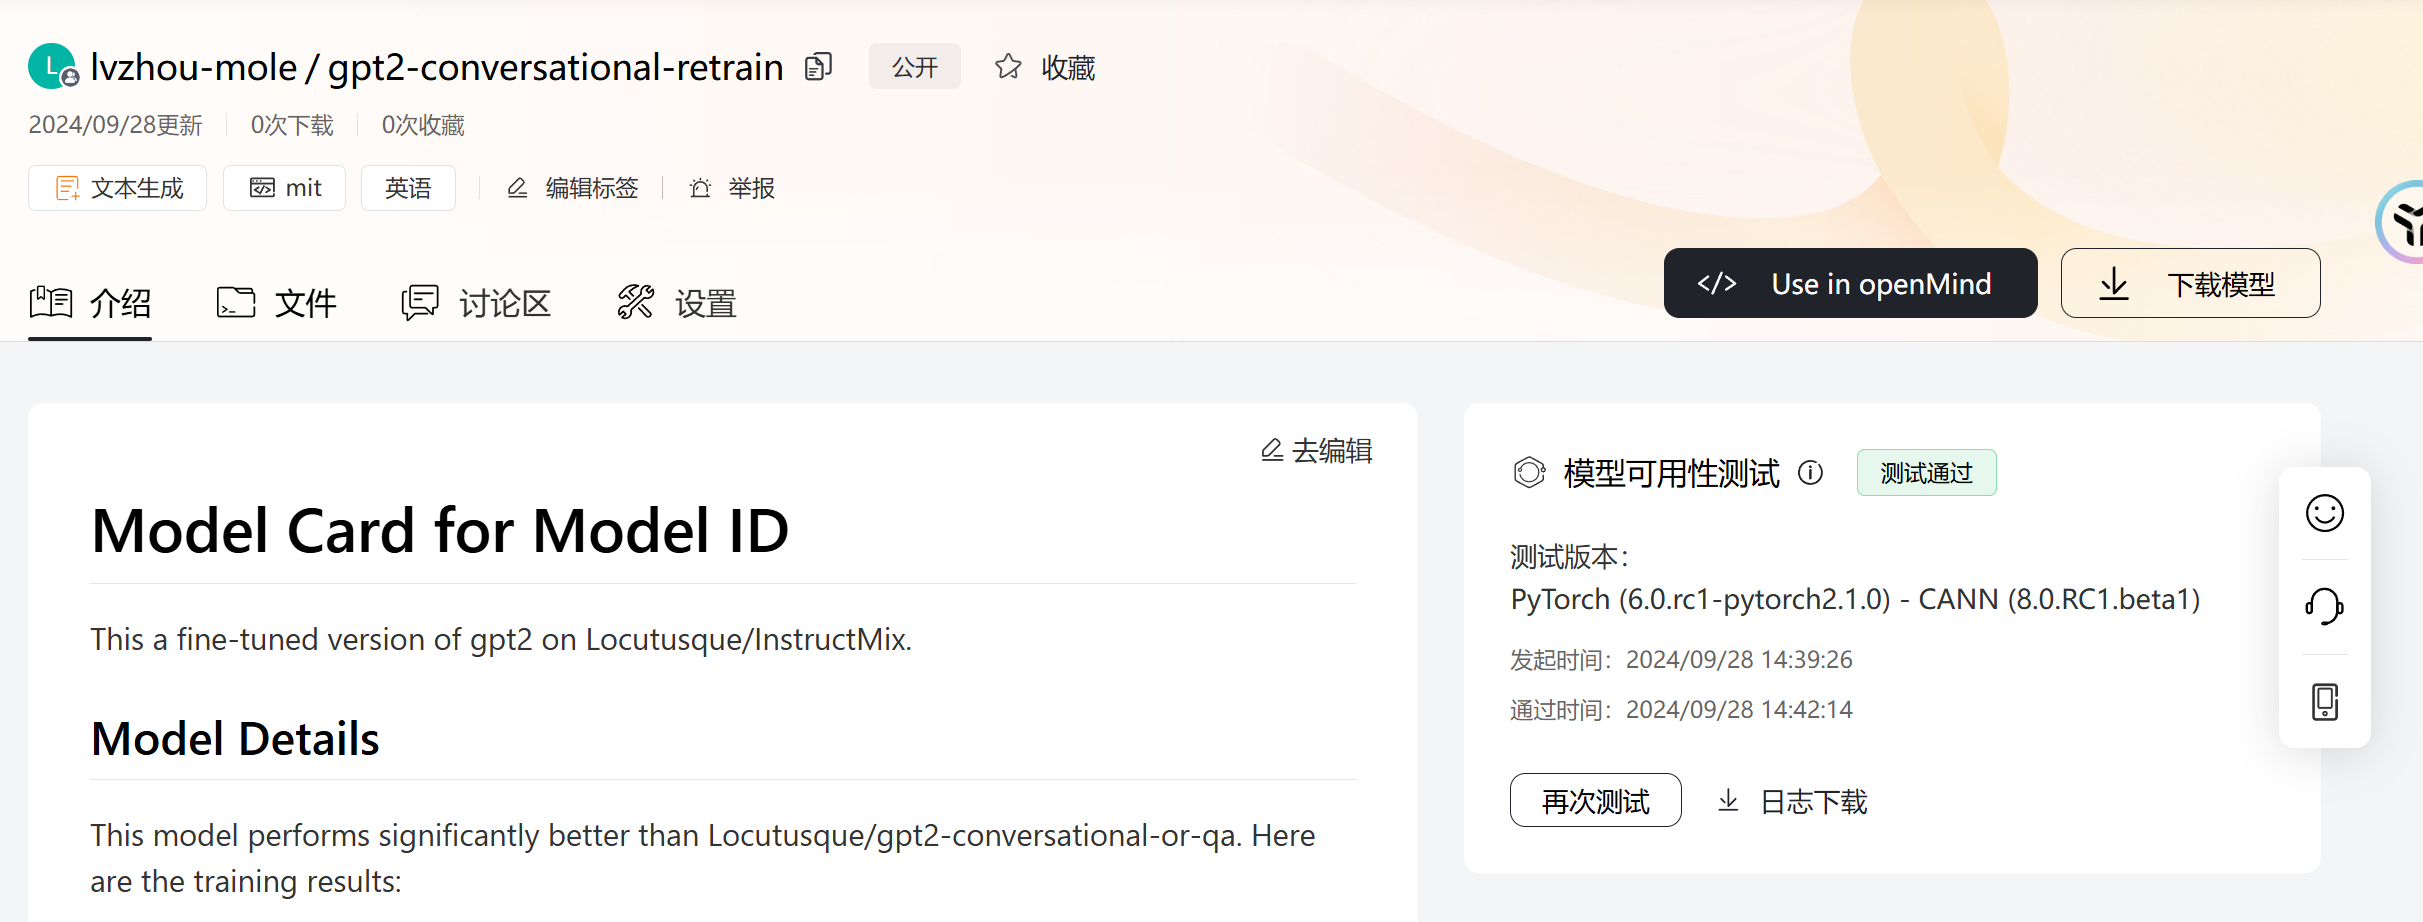 L lvzhou-mole / gpt2-conversational-retrain 公开 收藏
2024/09/28更新 0次下载 0次收藏
文本生成 mit 英语 编辑标签 举报
介绍 文件 讨论区 设置 </> Use in openMind 下载模型
去编辑
Model Card for Model ID
This a fine-tuned version of gpt2 on Locutusque/InstructMix.
Model Details
This model performs significantly better than Locutusque/gpt2-conversational-or-qa. Here
are the training results:
模型可用性测试 测试通过
测试版本：
PyTorch (6.0.rc1-pytorch2.1.0) - CANN (8.0.RC1.beta1)
发起时间：2024/09/28 14:39:26
通过时间：2024/09/28 14:42:14
再次测试 日志下载